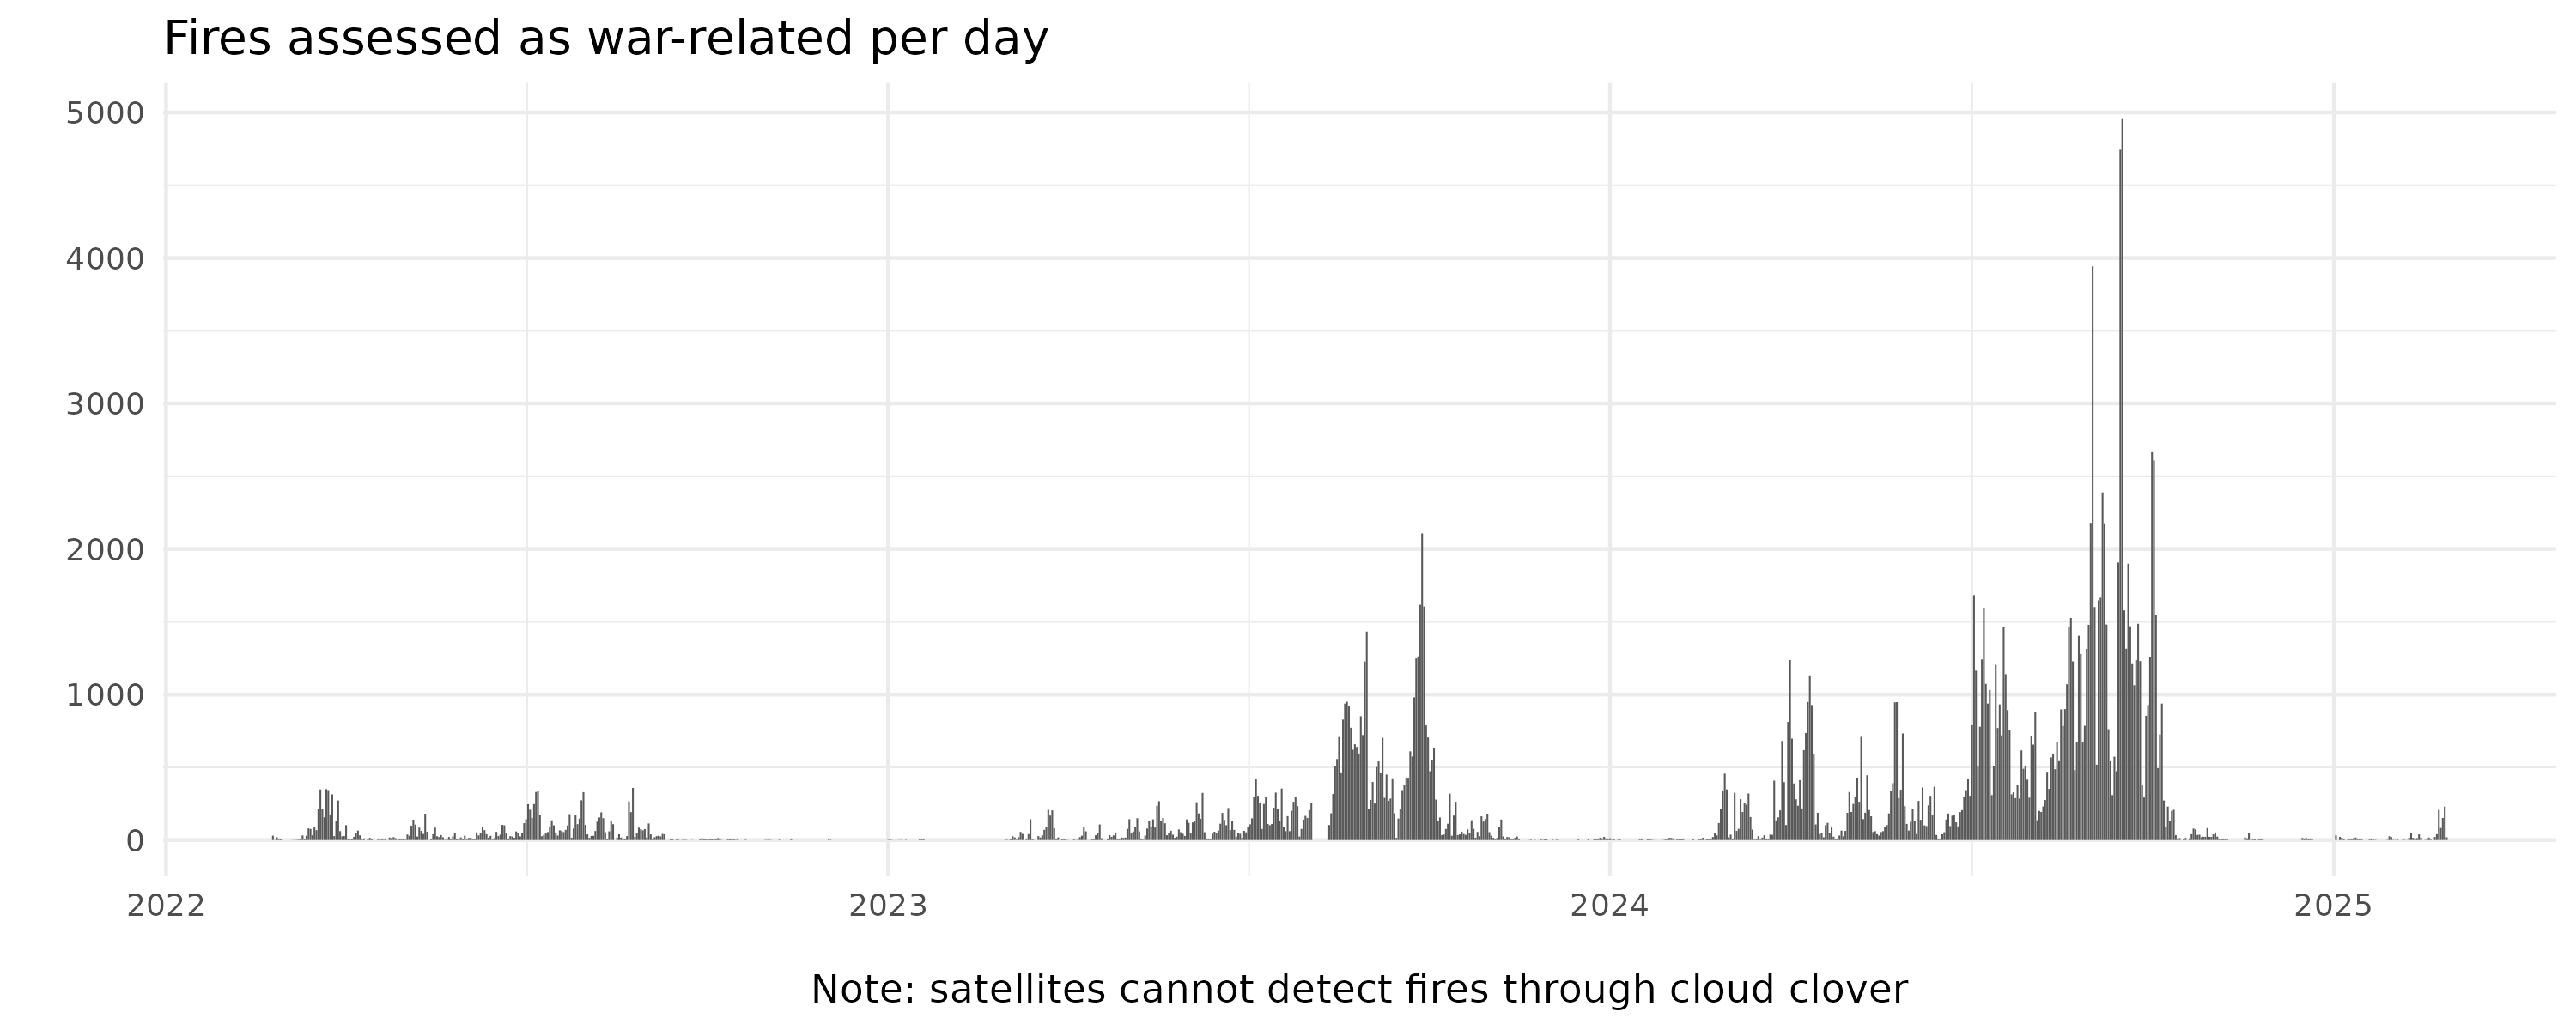 Fires assessed as war-related per day
5000
4000
3000
2000
1000
0
2022 2023 2024 2025
Note: satellites cannot detect fires through cloud clover